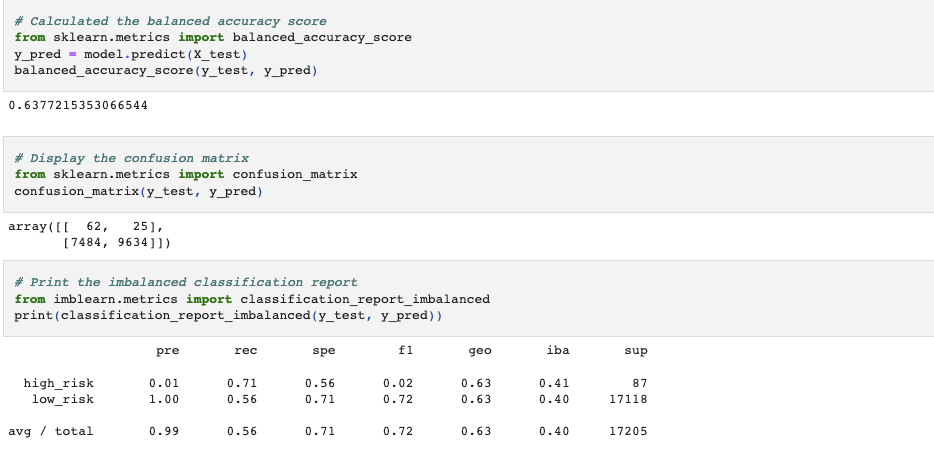 # Calculated the balanced accuracy score
from sklearn.metrics import balanced_accuracy_score
y_pred = model.predict(X_test)
balanced_accuracy_score(y_test, y_pred)
0.6377215353066544
# Display the confusion matrix
from sklearn.metrics import confusion_matrix
confusion_matrix(y_test, y_pred)
array([[  62,   25],
       [7484, 9634]])
# Print the imbalanced classification report
from imblearn.metrics import classification_report_imbalanced
print(classification_report_imbalanced(y_test, y_pred))
pre rec spe f1 geo iba sup
high_risk 0.01 0.71 0.56 0.02 0.63 0.41 87
low_risk 1.00 0.56 0.71 0.72 0.63 0.40 17118
avg / total 0.99 0.56 0.71 0.72 0.63 0.40 17205